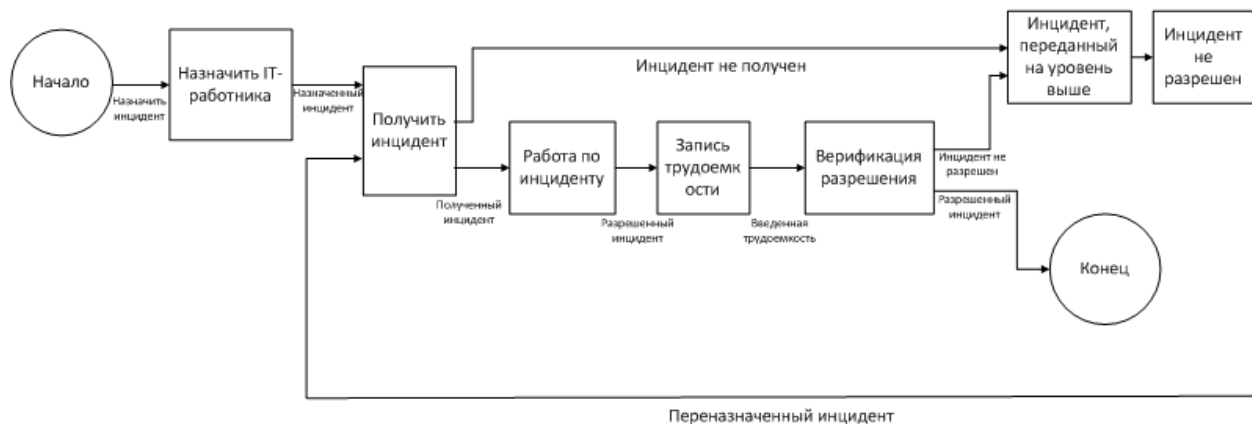 Начало
Назначить
инцидент
Назначить IT-
работника
Назначенный
инцидент
Получить
инцидент
Инцидент не получен
Полученный
инцидент
Работа по
инциденту
Разрешенный
инцидент
Запись
трудоемк
ости
Введенная
трудоемкость
Верификация
разрешения
Инцидент не
разрешен
Разрешенный
инцидент
Инцидент,
переданный
на уровень
выше
Инцидент
не
разрешен
Конец
Переназначенный инцидент